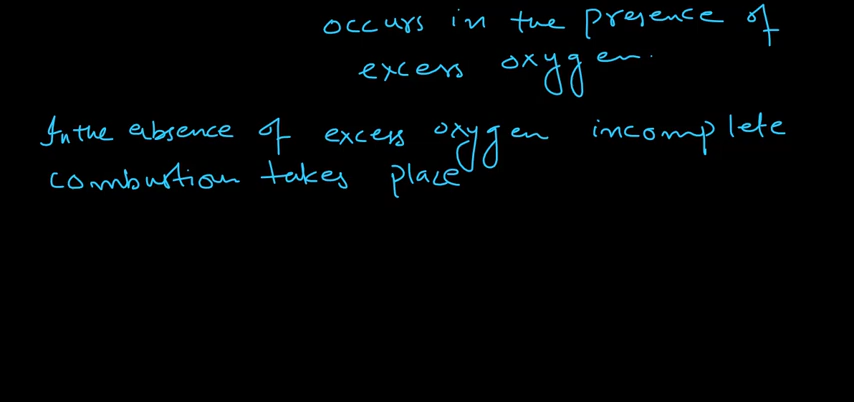 occurs in the presence of
excess oxygen.
In the absence of excess oxygen incomplete
combustion takes place